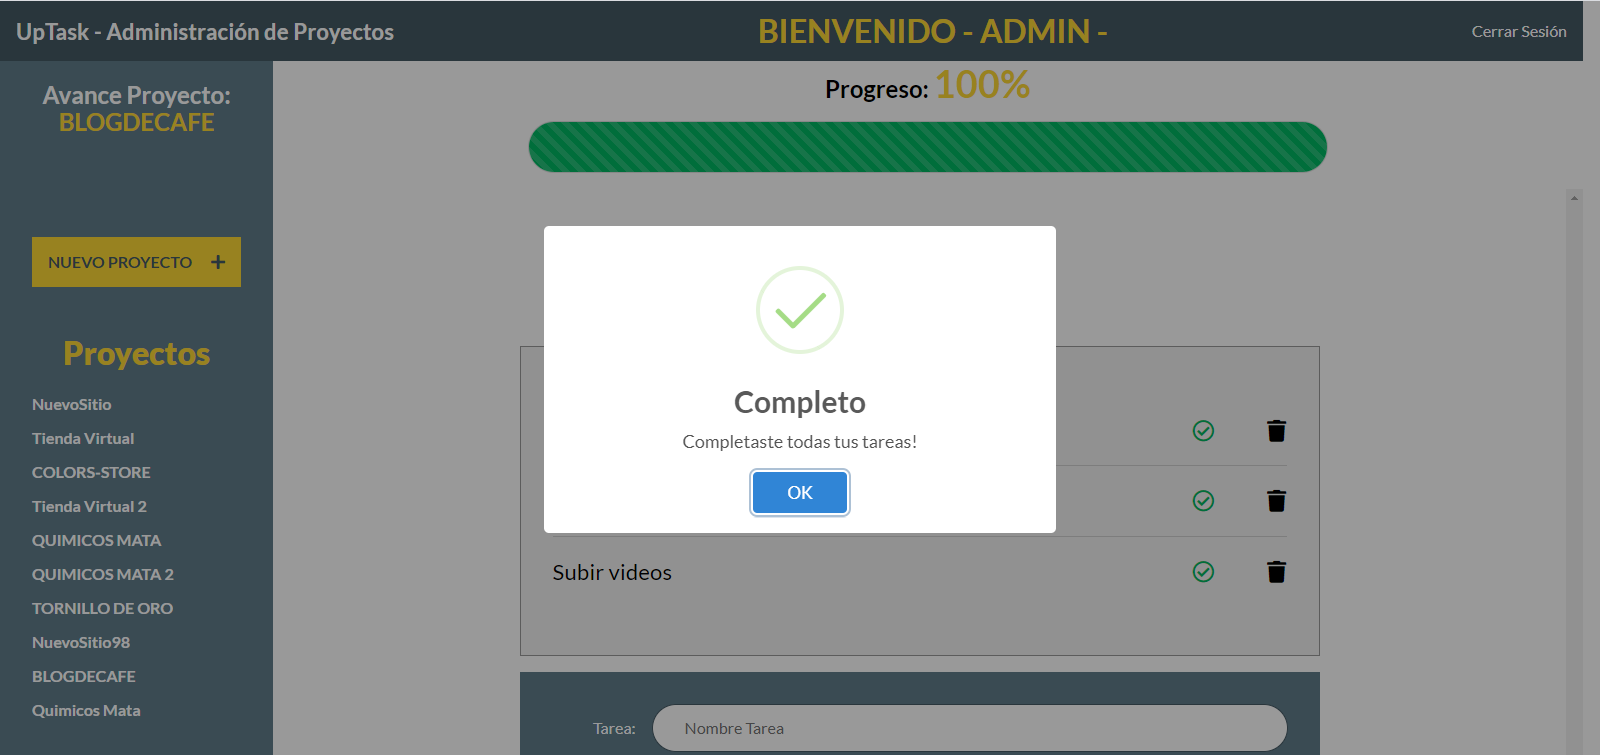 UpTask - Administración de Proyectos
BIENVENIDO - ADMIN -
Cerrar Sesión
Avance Proyecto:
BLOGDECAFE
NUEVO PROYECTO +
Proyectos
NuevoSitio
Tienda Virtual
COLORS-STORE
Tienda Virtual 2
QUIMICOS MATA
QUIMICOS MATA 2
TORNILLO DE ORO
NuevoSitio98
BLOGDECAFE
Quimicos Mata
Progreso: 100%
Completo
Completaste todas tus tareas!
OK
Subir videos
Tarea:
Nombre Tarea